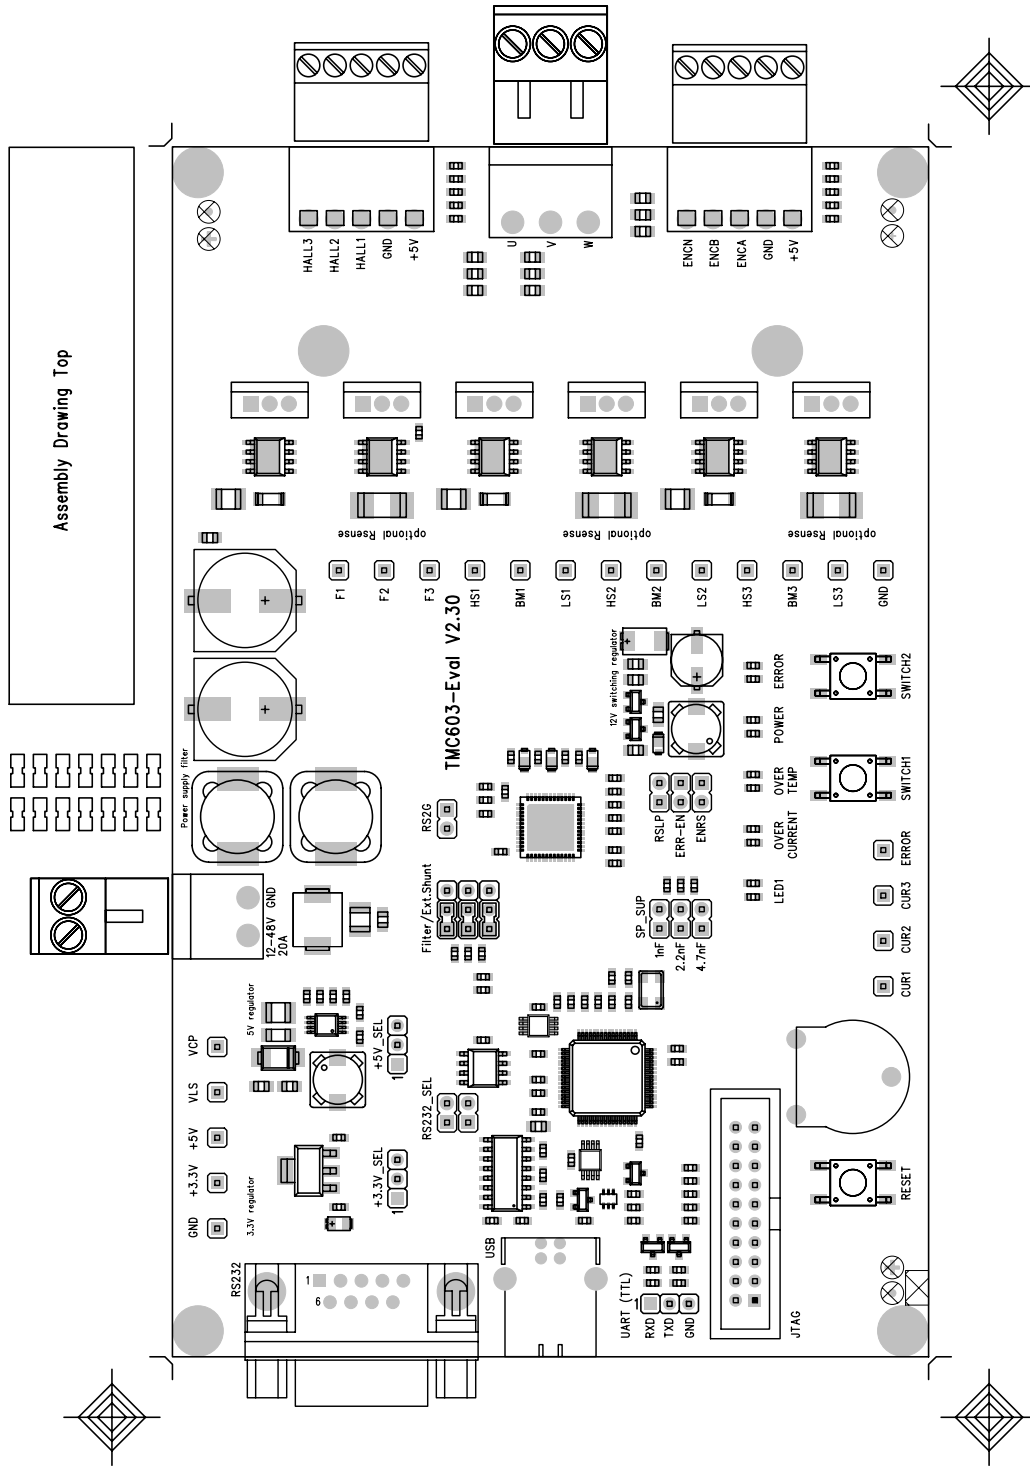 HALL3
HALL2
HALL1
GND
+5V
U
V
W
ENCN
ENCB
ENCA
GND
+5V
Assembly Drawing Top
optional Rsense
optional Rsense
optional Rsense
F1
F2
F3
HS1
BM1
LS1
HS2
BM2
LS2
HS3
BM3
LS3
GND
TMC603-Eval V2.30
12V switching regulator
+
+
+
+
ERROR
SWITCH2
POWER
Power supply filter
RS2G
RSLP
ERR-EN
ENRS
OVER
TEMP
SWITCH1
OVER
CURRENT
ERROR
12-48V GND
20A
Filter/Ext.Shunt
SP_SUP
1nF
2.2nF
4.7nF
LED1
CUR3
CUR2
CUR1
5V regulator
VCP
VLS
+5V
+3.3V
GND
+5V_SEL
1
RS232_SEL
+3.3V_SEL
1
3.3V regulator
+
RESET
RS232
1
6
USB
UART (TTL)
1
RXD
TXD
GND
JTAG